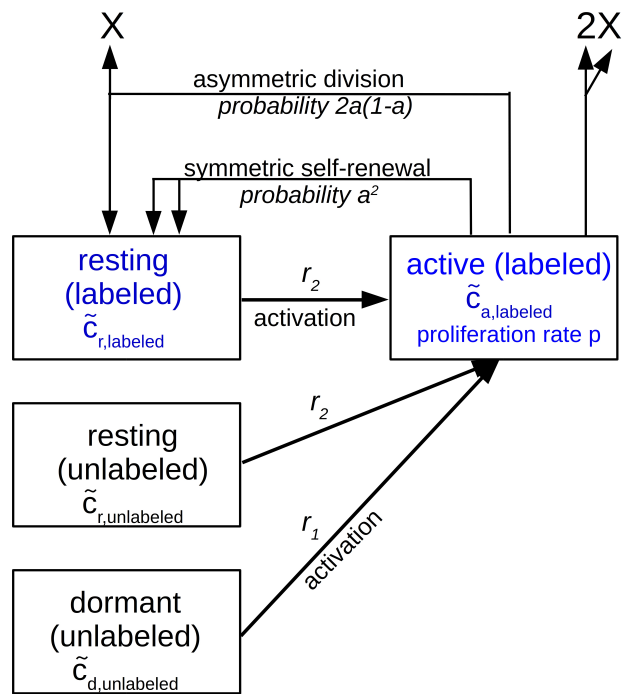 X
2X
asymmetric division
probability 2a(1-a)
symmetric self-renewal
probability a²
resting
(labeled)
c̃r,labeled
r2
activation
active (labeled)
c̃a,labeled
proliferation rate p
resting
(unlabeled)
c̃r,unlabeled
r2
r1
activation
dormant
(unlabeled)
c̃d,unlabeled